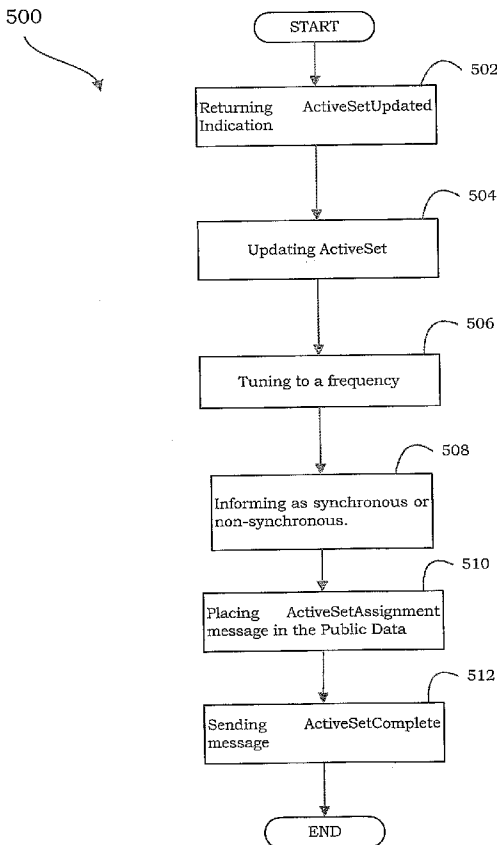 500
START
502
Returning ActiveSetUpdated
Indication
504
Updating ActiveSet
506
Tuning to a frequency
508
Informing as synchronous or
non-synchronous.
510
Placing ActiveSetAssignment
message in the Public Data
512
Sending ActiveSetComplete
message
END